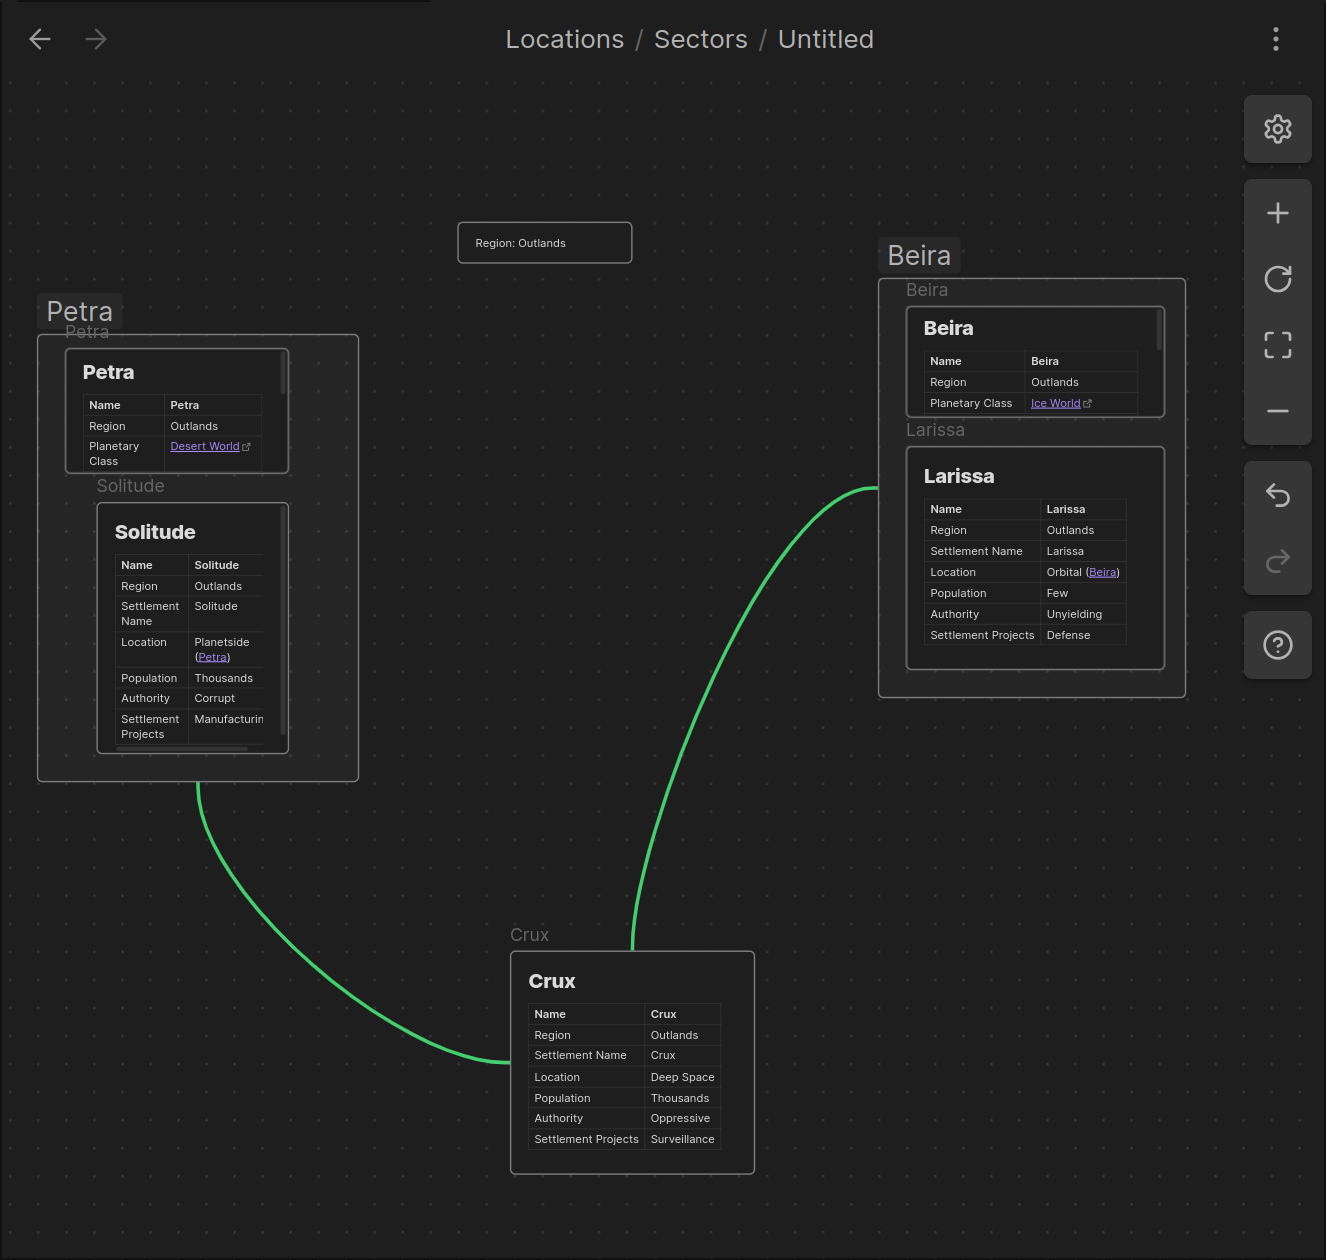 Locations / Sectors / Untitled
Region: Outlands
Petra
Petra
Petra
Name Petra
Region Outlands
Planetary Class Desert World
Solitude
Solitude
Name Solitude
Region Outlands
Settlement Name Solitude
Location Planetside (Petra)
Population Thousands
Authority Corrupt
Settlement Projects Manufacturin
Beira
Beira
Beira
Name Beira
Region Outlands
Planetary Class Ice World
Larissa
Larissa
Name Larissa
Region Outlands
Settlement Name Larissa
Location Orbital (Beira)
Population Few
Authority Unyielding
Settlement Projects Defense
Crux
Crux
Name Crux
Region Outlands
Settlement Name Crux
Location Deep Space
Population Thousands
Authority Oppressive
Settlement Projects Surveillance